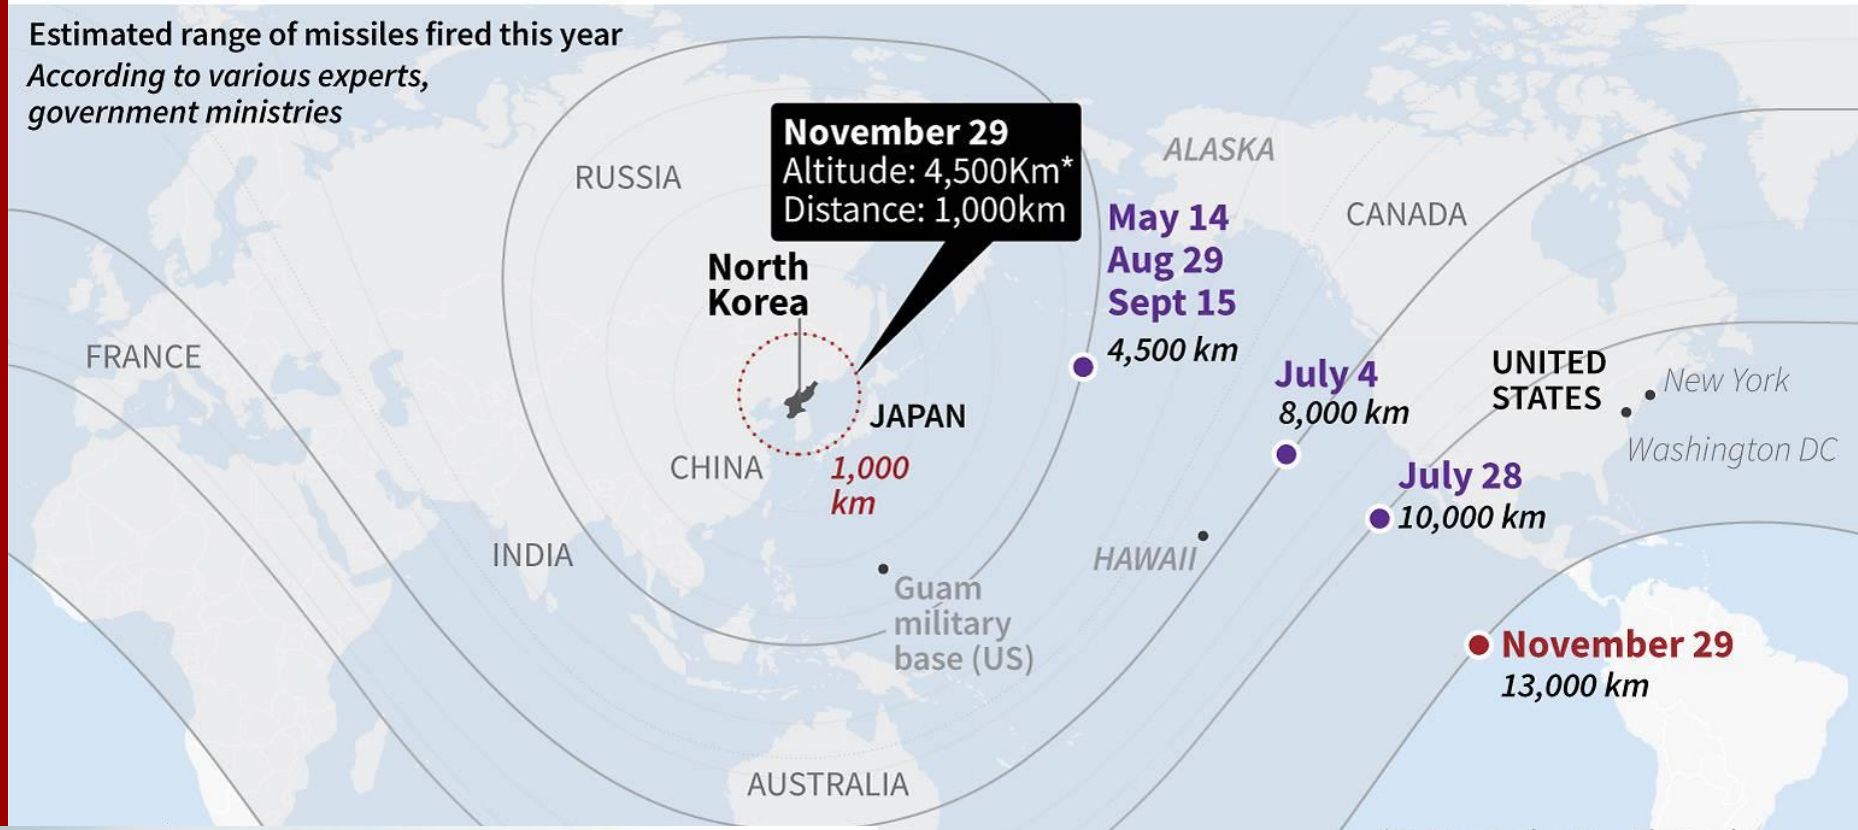 Estimated range of missiles fired this year
According to various experts,
government ministries
November 29
Altitude: 4,500Km*
Distance: 1,000km
RUSSIA
ALASKA
CANADA
May 14
Aug 29
Sept 15
4,500 km
North
Korea
FRANCE
JAPAN
CHINA
1,000
km
INDIA
July 4
8,000 km
UNITED
STATES
New York
Washington DC
July 28
10,000 km
HAWAII
Guam
military
base (US)
November 29
13,000 km
AUSTRALIA